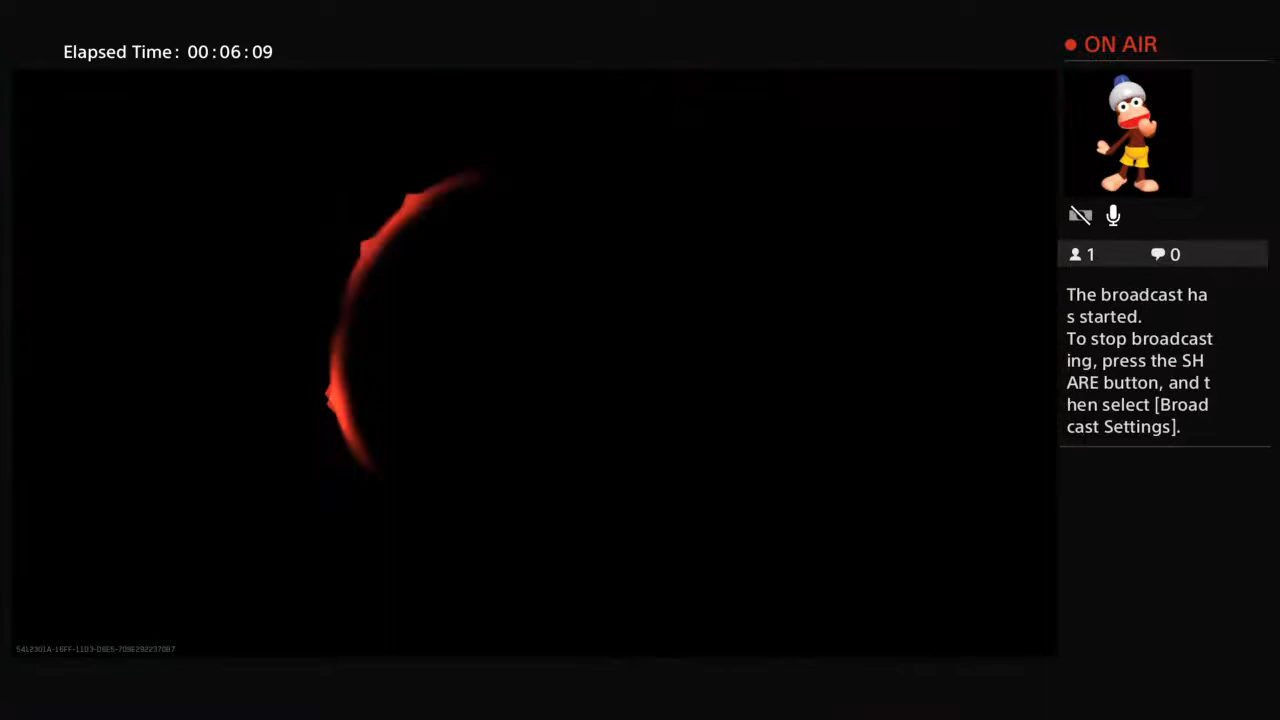 Elapsed Time: 00:06:09
ON AIR
1 0
The broadcast ha
s started.
To stop broadcast
ing, press the SH
ARE button, and t
hen select [Broad
cast Settings].